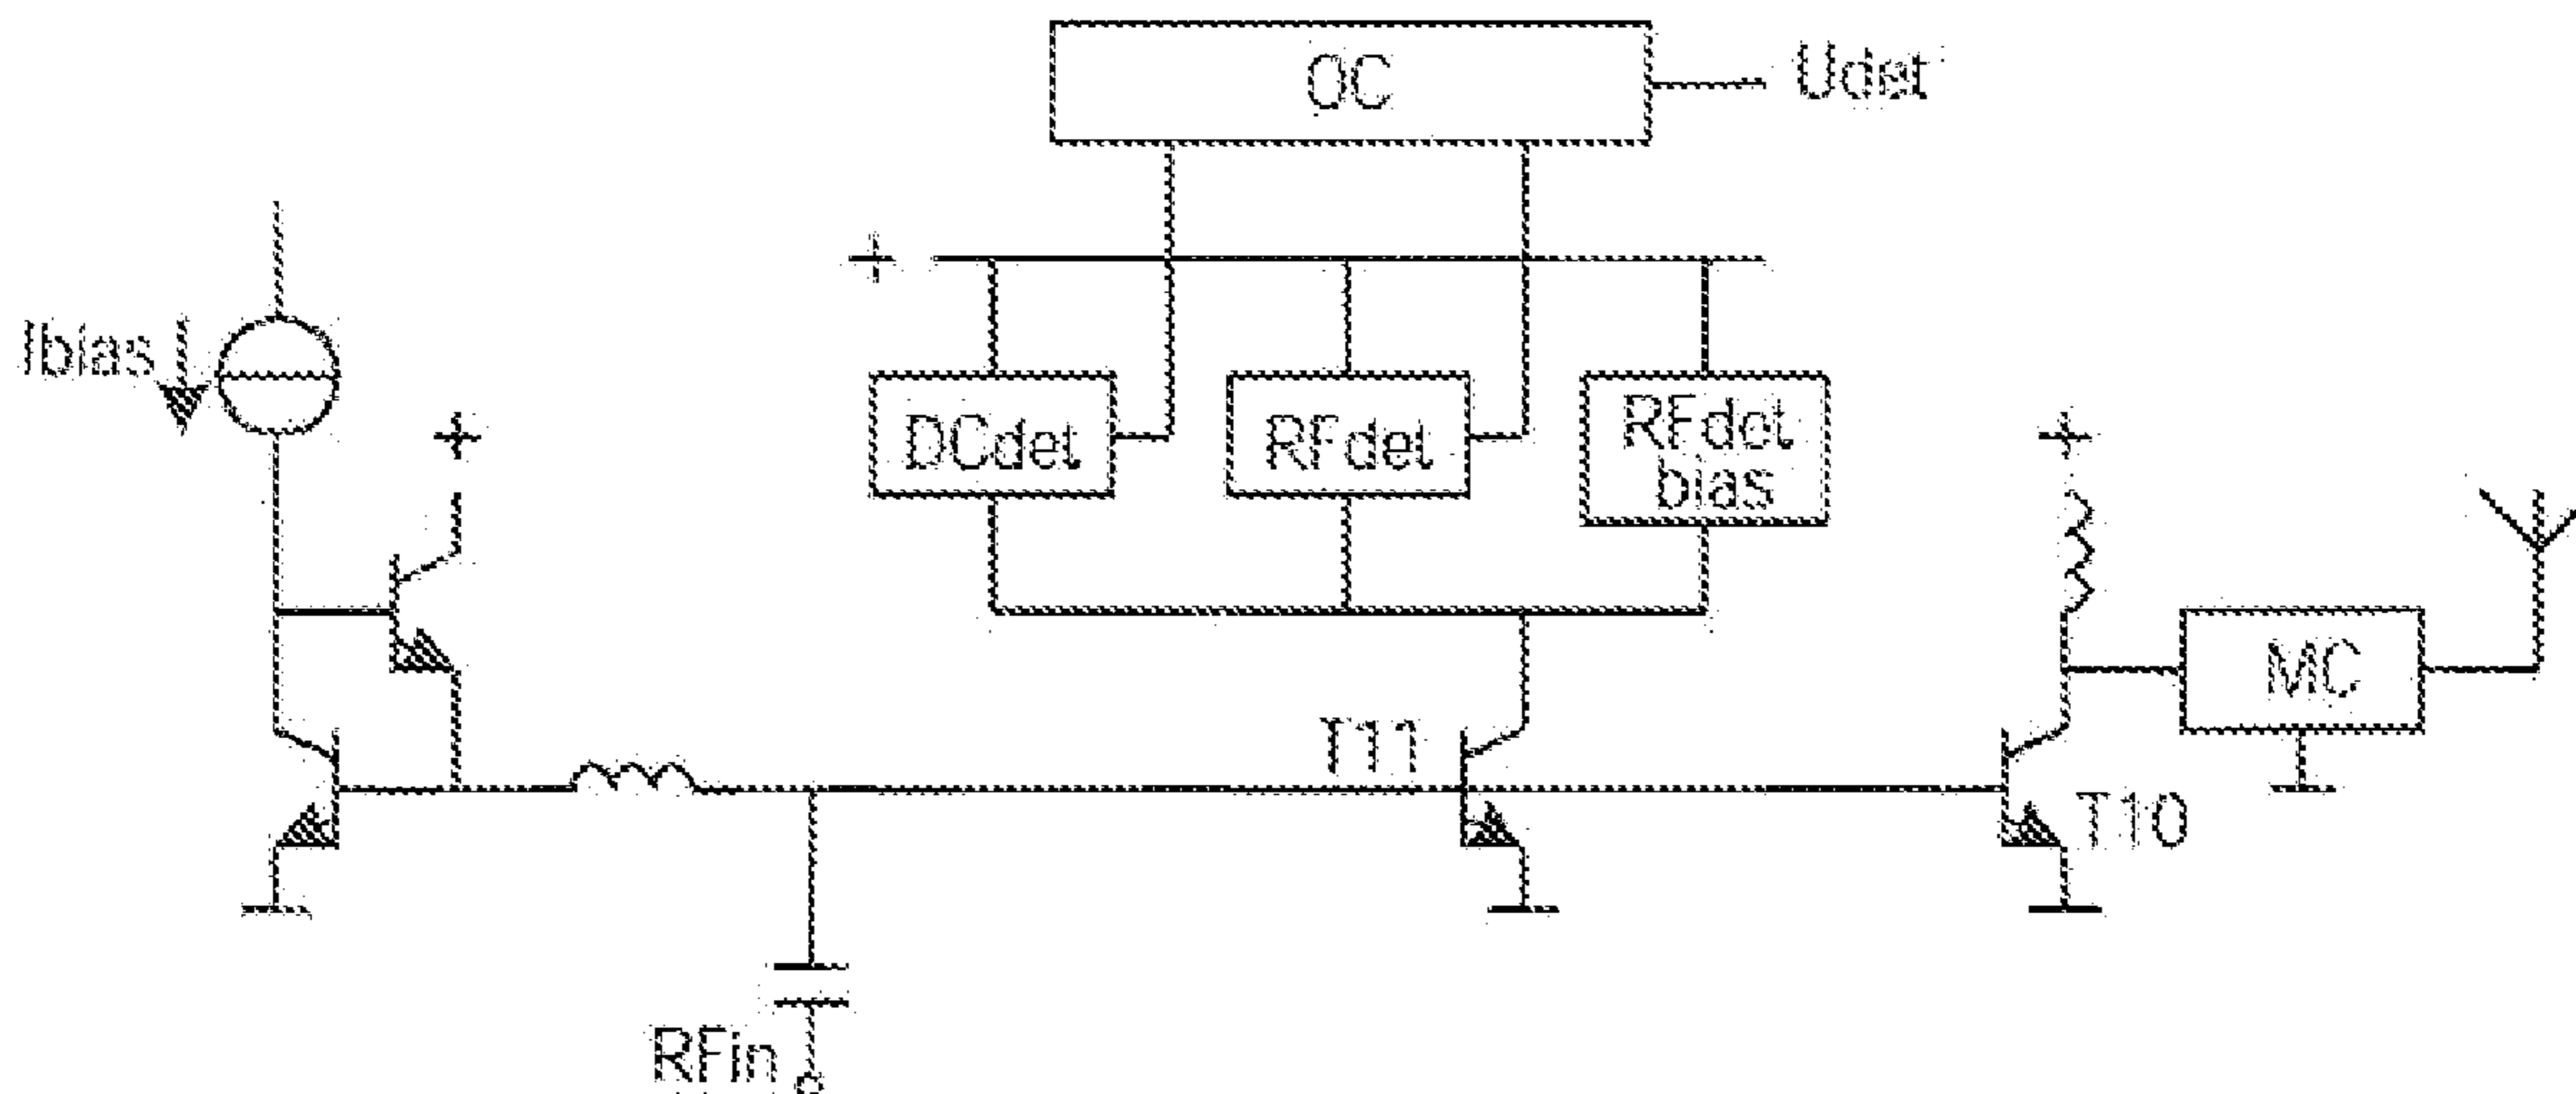 OC
Udet
+
Ibias
+
DCdet
RFdet
RFdet
bias
+
MC
T11
T10
RFin